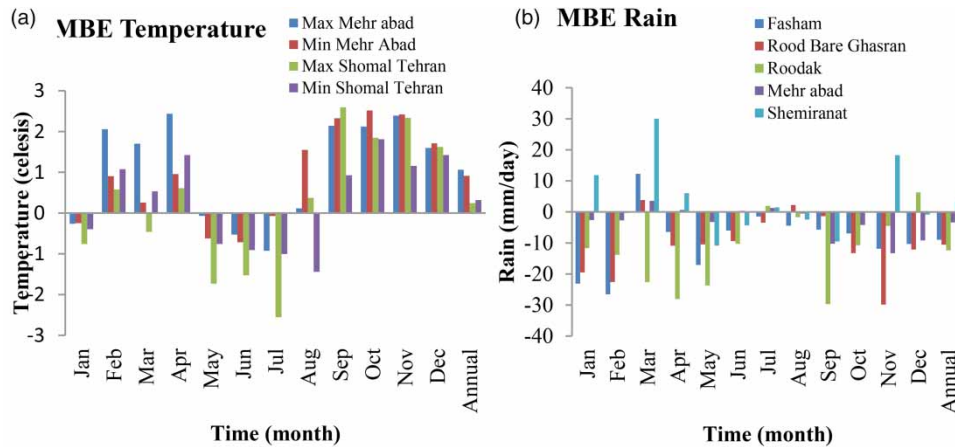 (a)
MBE Temperature
Max Mehr abad
Min Mehr Abad
Max Shomal Tehran
Min Shomal Tehran
Temperature (celesis)
3
2
1
0
-1
-2
-3
Jan
Feb
Mar
Apr
May
Jun
Jul
Aug
Sep
Oct
Nov
Dec
Annual
Time (month)
(b)
MBE Rain
Fasham
Rood Bare Ghasran
Roodak
Mehr abad
Shemiranat
Rain (mm/day)
40
30
20
10
0
-10
-20
-30
-40
Jan
Feb
Mar
Apr
May
Jun
Jul
Aug
Sep
Oct
Nov
Dec
Annual
Time (month)